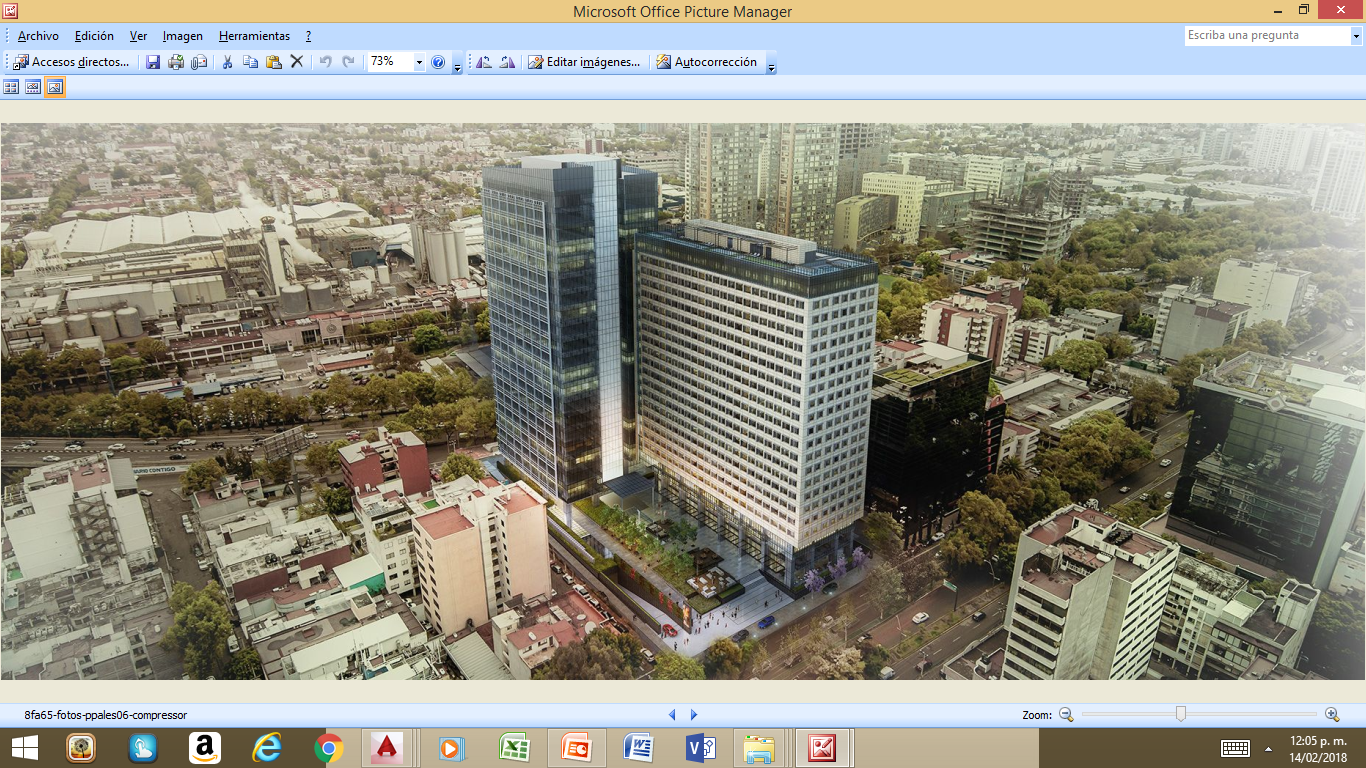 Microsoft Office Picture Manager
Archivo Edición Ver Imagen Herramientas ? Escriba una pregunta
Accesos directos... 73% Editar imágenes... Autocorrección
8fa65-fotos-ppales06-compressor Zoom:
12:05 p. m.
14/02/2018